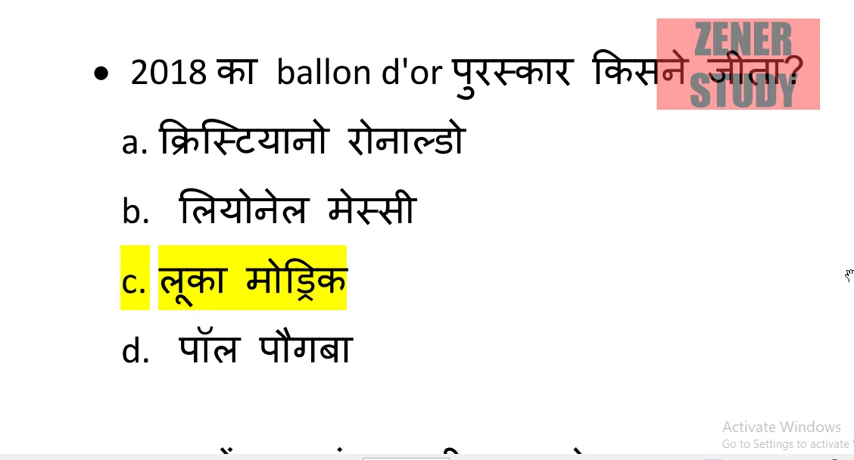 ZENER
• 2018 का ballon d'or पुरस्कार किसने जीता?
STUDY
a. क्रिस्टियानो रोनाल्डो
b. लियोनेल मेस्सी
c. लूका मोड्रिक
d. पॉल पौगबा
Activate Windows
Go to Settings to activate